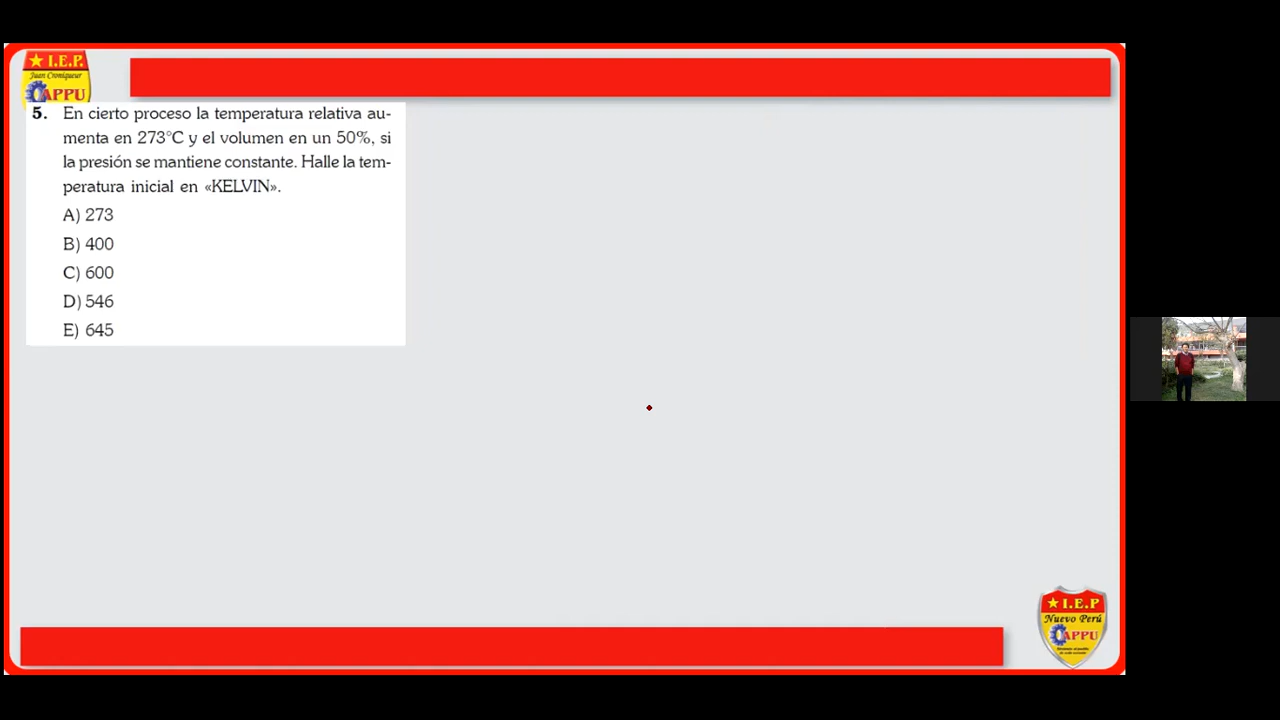 ★ I.E.P.
Juan Croniqueur
APPU
5. En cierto proceso la temperatura relativa au-
menta en 273°C y el volumen en un 50%, si
la presión se mantiene constante. Halle la tem-
peratura inicial en «KELVIN».
A) 273
B) 400
C) 600
D) 546
E) 645
★ I.E.P
Nuevo Perú
APPU